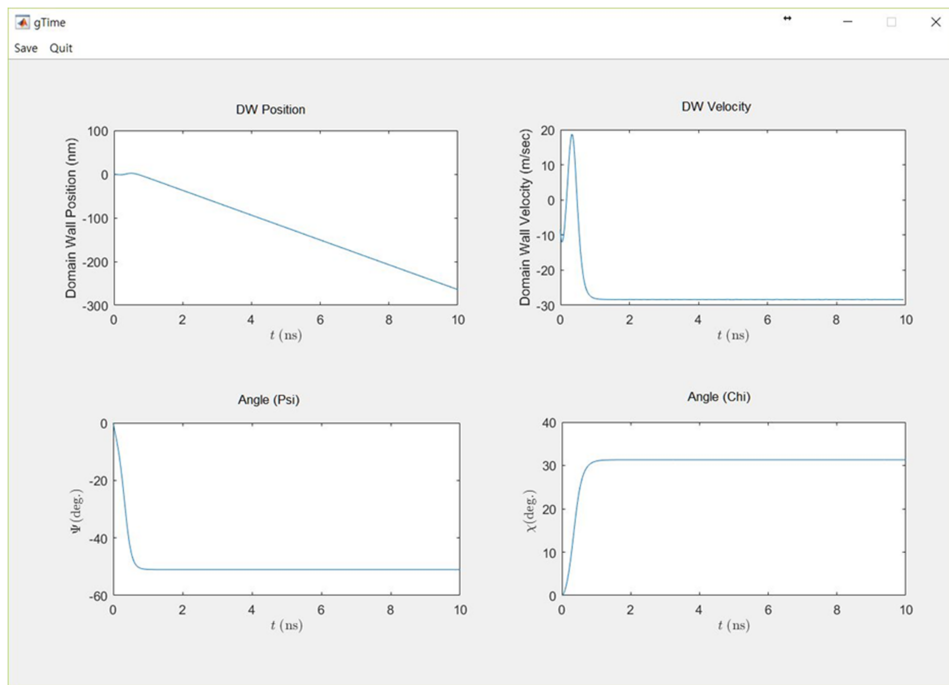 gTime
Save Quit
DW Position
Domain Wall Position (nm)
100
0
-100
-200
-300
0 2 4 6 8 10
t (ns)
DW Velocity
Domain Wall Velocity (m/sec)
20
10
0
-10
-20
-30
0 2 4 6 8 10
t (ns)
Angle (Psi)
Ψ (deg.)
0
-20
-40
-60
0 2 4 6 8 10
t (ns)
Angle (Chi)
χ(deg.)
40
30
20
10
0
0 2 4 6 8 10
t (ns)